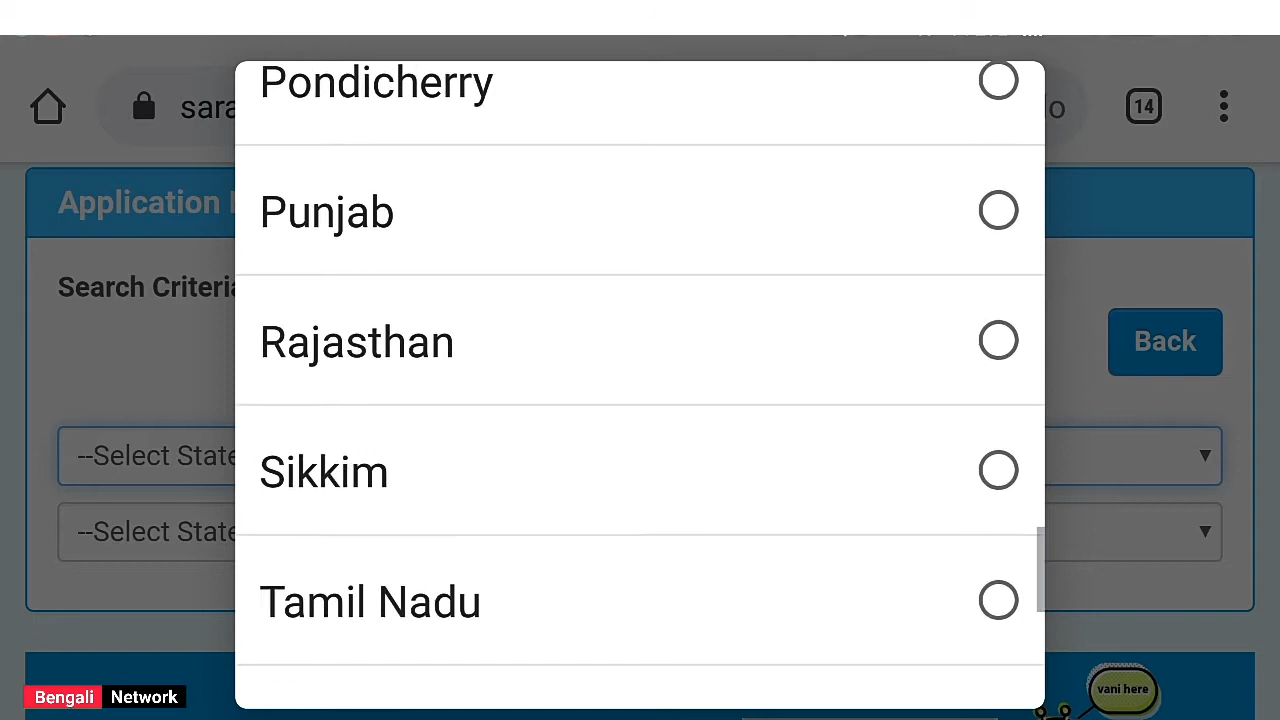 Pondicherry
sara
14
Application
Punjab
Search Criteria
Rajasthan
Back
--Select State
Sikkim
--Select State
Tamil Nadu
vani here
Bengali Network